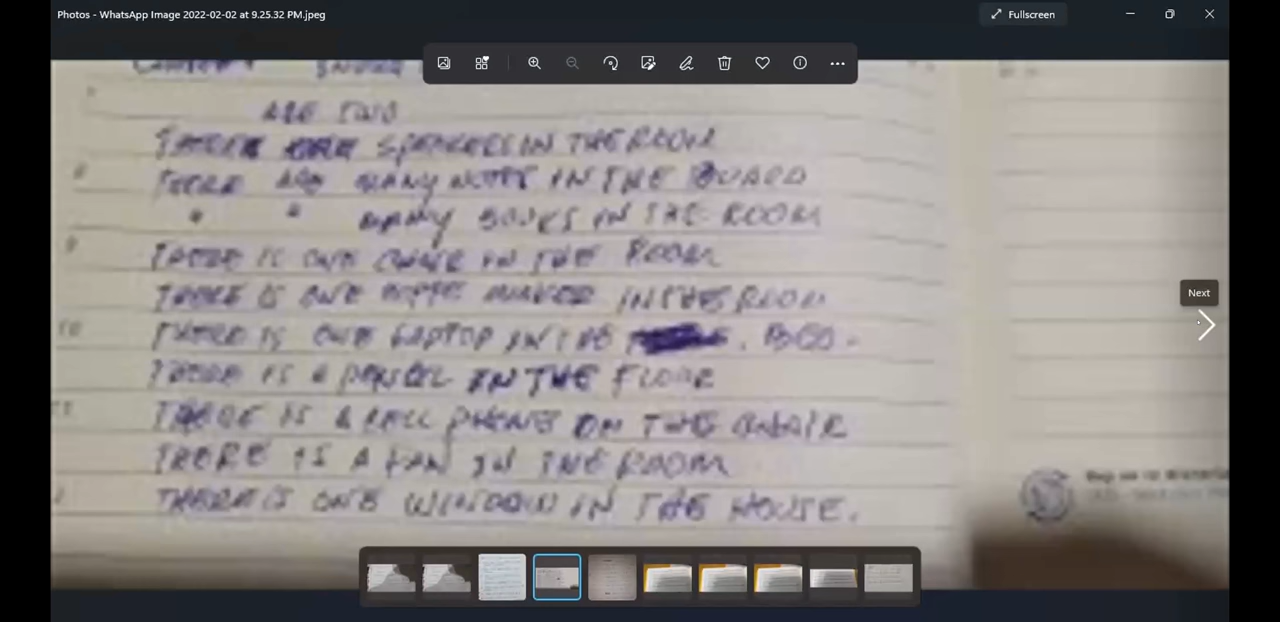 Photos - WhatsApp Image 2022-02-02 at 9.25.32 PM.jpeg
Fullscreen
ARE TWO
THERE SPEAKERS IN THE ROOM
THERE ARE MANY NOTES IN THE BOARD
" " MANY BOOKS IN THE ROOM
THERE IS ONE CHAIR IN THE ROOM
THERE IS ONE MAKER IN THE ROOM
THERE IS ONE LAPTOP IN THE
THERE IS A PENCIL IN THE FLOOR
THERE IS A CELL PHONE ON THE CHAIR
THERE IS A FAN IN THE ROOM
THERE IS ONE WINDOW IN THE HOUSE.
Next